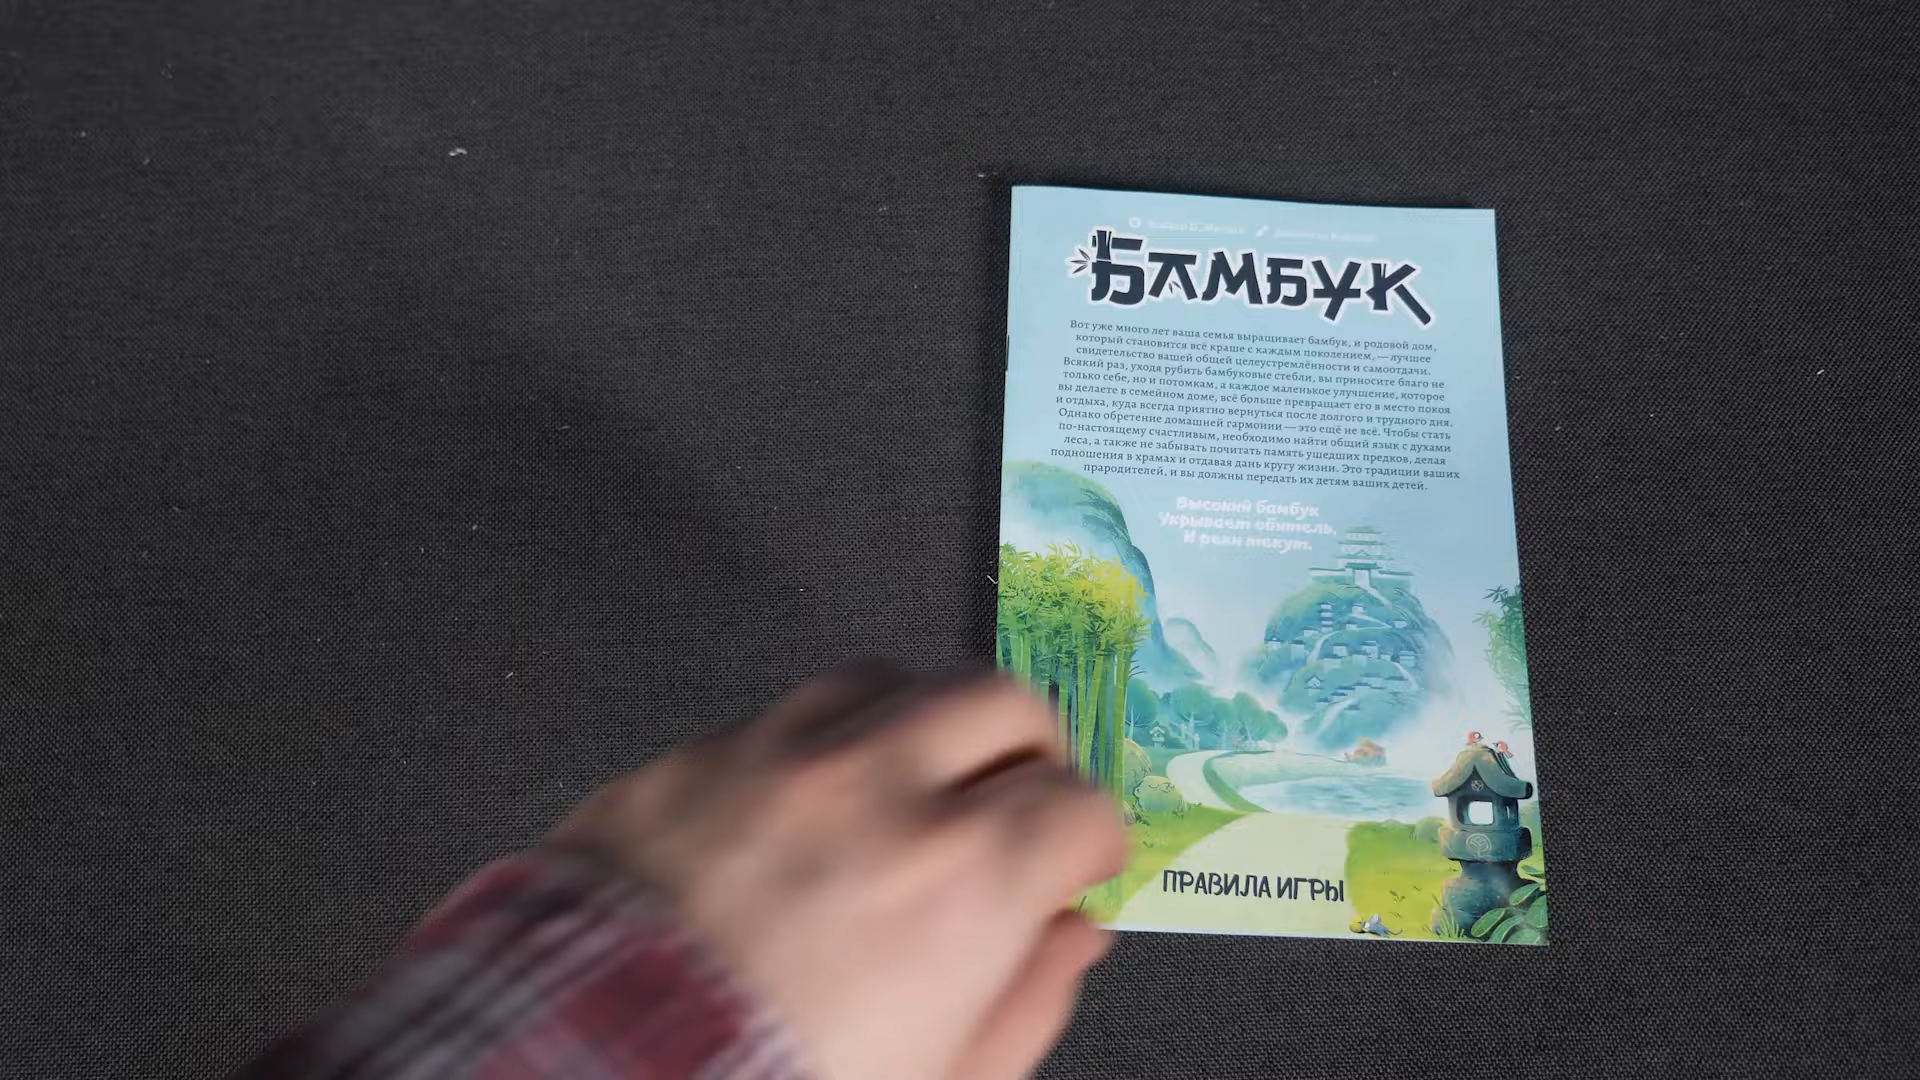 БАМБУК
Вот уже много лет ваша семья выращивает бамбук, и родовой дом,
который становится всё краше с каждым поколением, — лучшее
свидетельство вашей общей целеустремлённости и самоотдачи.
Всякий раз, уходя рубить бамбуковые стебли, вы приносите благо не
только себе, но и потомкам, а каждое маленькое улучшение, которое
вы делаете в семейном доме, всё больше превращает его в место покоя
и отдыха, куда всегда приятно вернуться после долгого и трудного дня.
Однако обретение домашней гармонии — это ещё не всё. Чтобы стать
по-настоящему счастливым, необходимо найти общий язык с духами
леса, а также не забывать почитать память ушедших предков, делая
подношения в храмах и отдавая дань кругу жизни. Это традиции ваших
прародителей, и вы должны передать их детям ваших детей.
Высокий бамбук
Укрывает обитель,
И реки текут.
ПРАВИЛА ИГРЫ